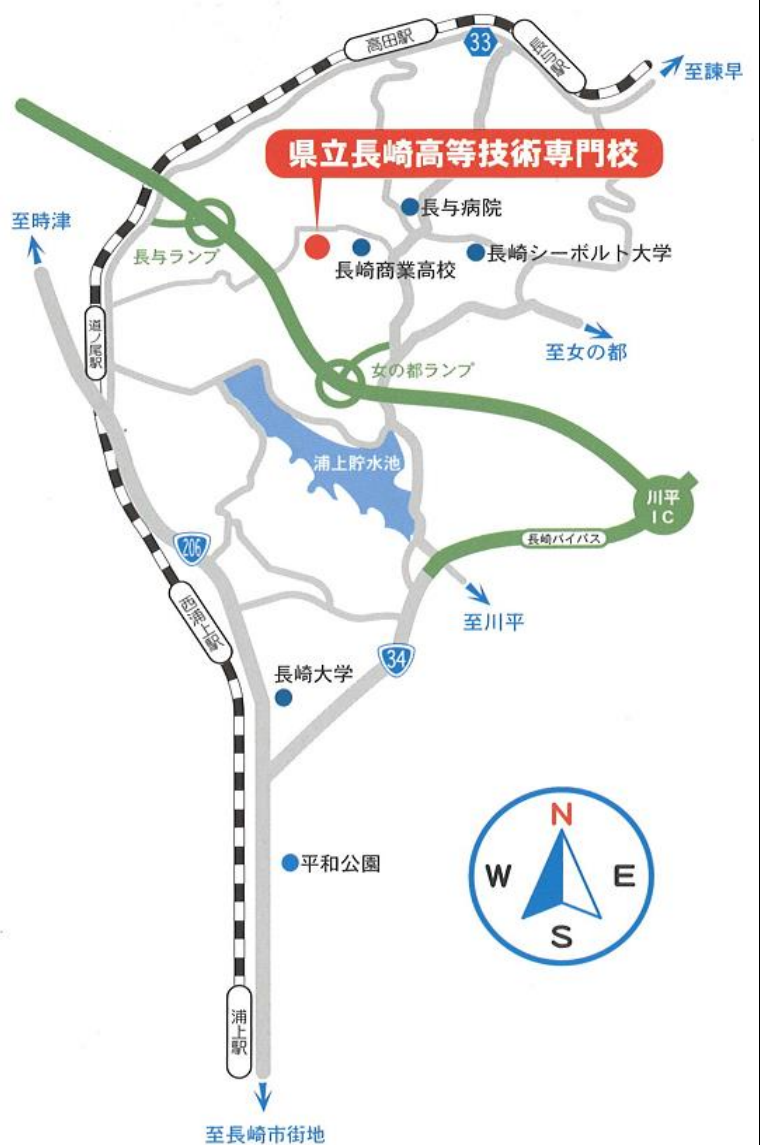 高田駅
33
長与駅
至諫早
県立長崎高等技術専門校
長与病院
至時津
長与ランプ
長崎商業高校
長崎シーボルト大学
道ノ尾駅
至女の都
女の都ランプ
浦上貯水池
川平
IC
長崎バイパス
206
西浦上駅
至川平
34
長崎大学
N
W
E
S
平和公園
浦上駅
至長崎市街地